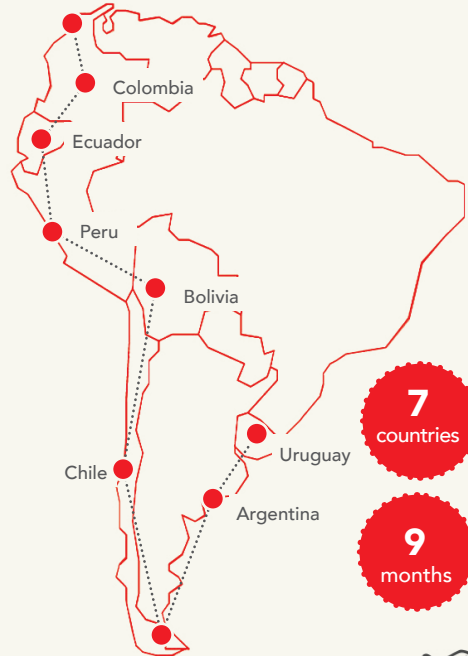 Colombia
Ecuador
Peru
Bolivia
7
countries
Uruguay
Chile
Argentina
9
months